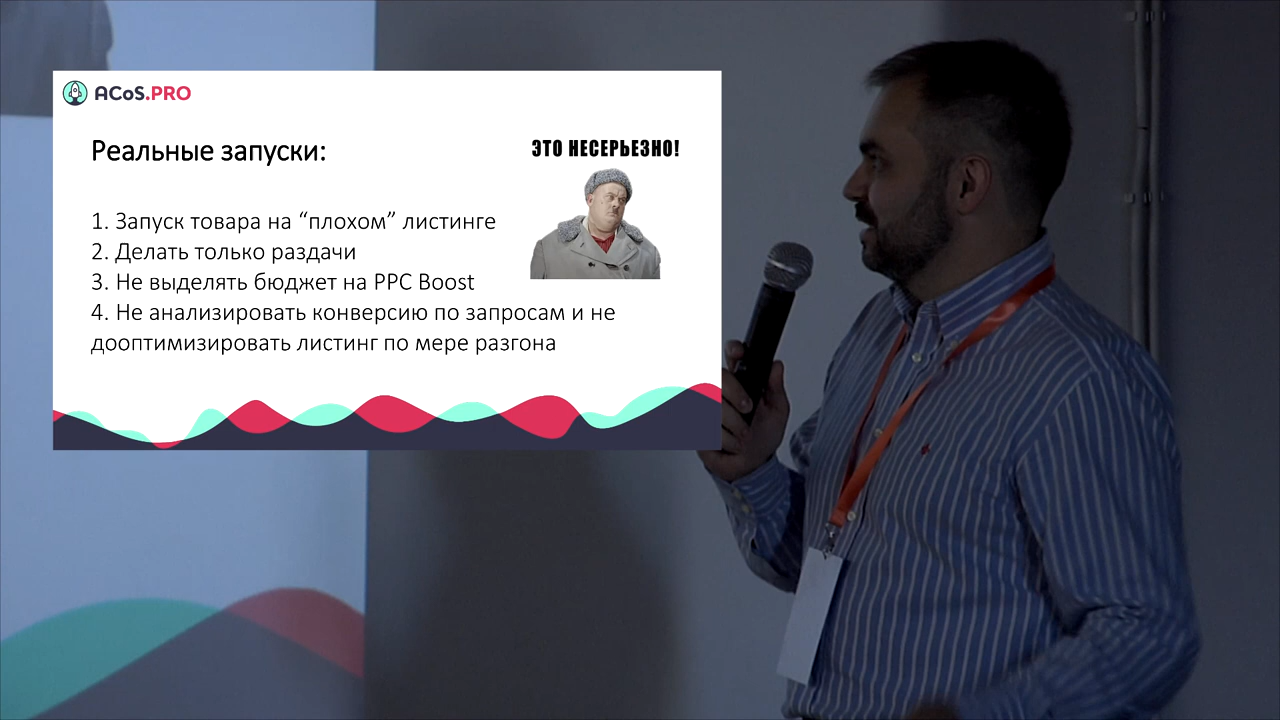 ACoS.PRO
Реальные запуски:
ЭТО НЕСЕРЬЕЗНО!
1. Запуск товара на “плохом” листинге
2. Делать только раздачи
3. Не выделять бюджет на PPC Boost
4. Не анализировать конверсию по запросам и не
дооптимизировать листинг по мере разгона